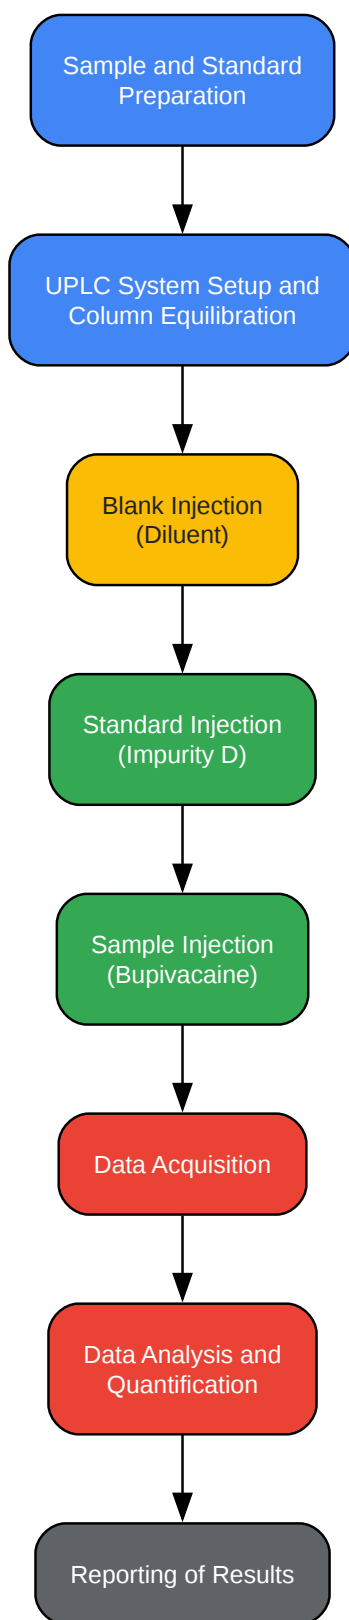 Sample and Standard
Preparation
UPLC System Setup and
Column Equilibration
Blank Injection
(Diluent)
Standard Injection
(Impurity D)
Sample Injection
(Bupivacaine)
Data Acquisition
Data Analysis and
Quantification
Reporting of Results